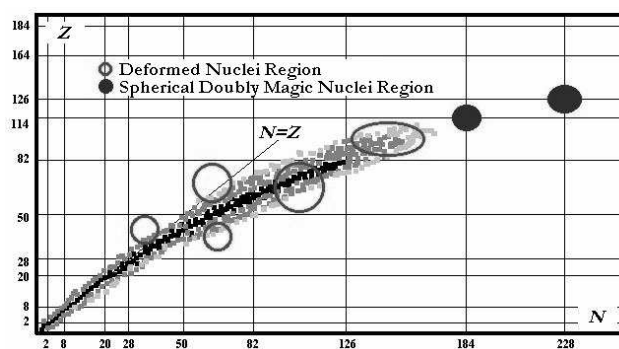 184
Z
164
Deformed Nuclei Region
Spherical Doubly Magic Nuclei Region
126
114
N=Z
82
50
28
20
8
2
N
2 8 20 28 50 82 126 184 228